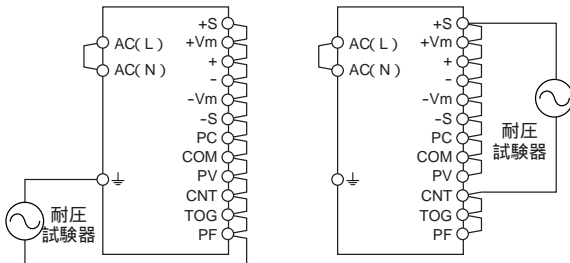 +S
+Vm
+
-
-Vm
-S
PC
COM
PV
CNT
TOG
PF
AC( L )
AC( N )
耐圧
試験器
+S
+Vm
+
-
-Vm
-S
PC
COM
PV
CNT
TOG
PF
AC( L )
AC( N )
耐圧
試験器